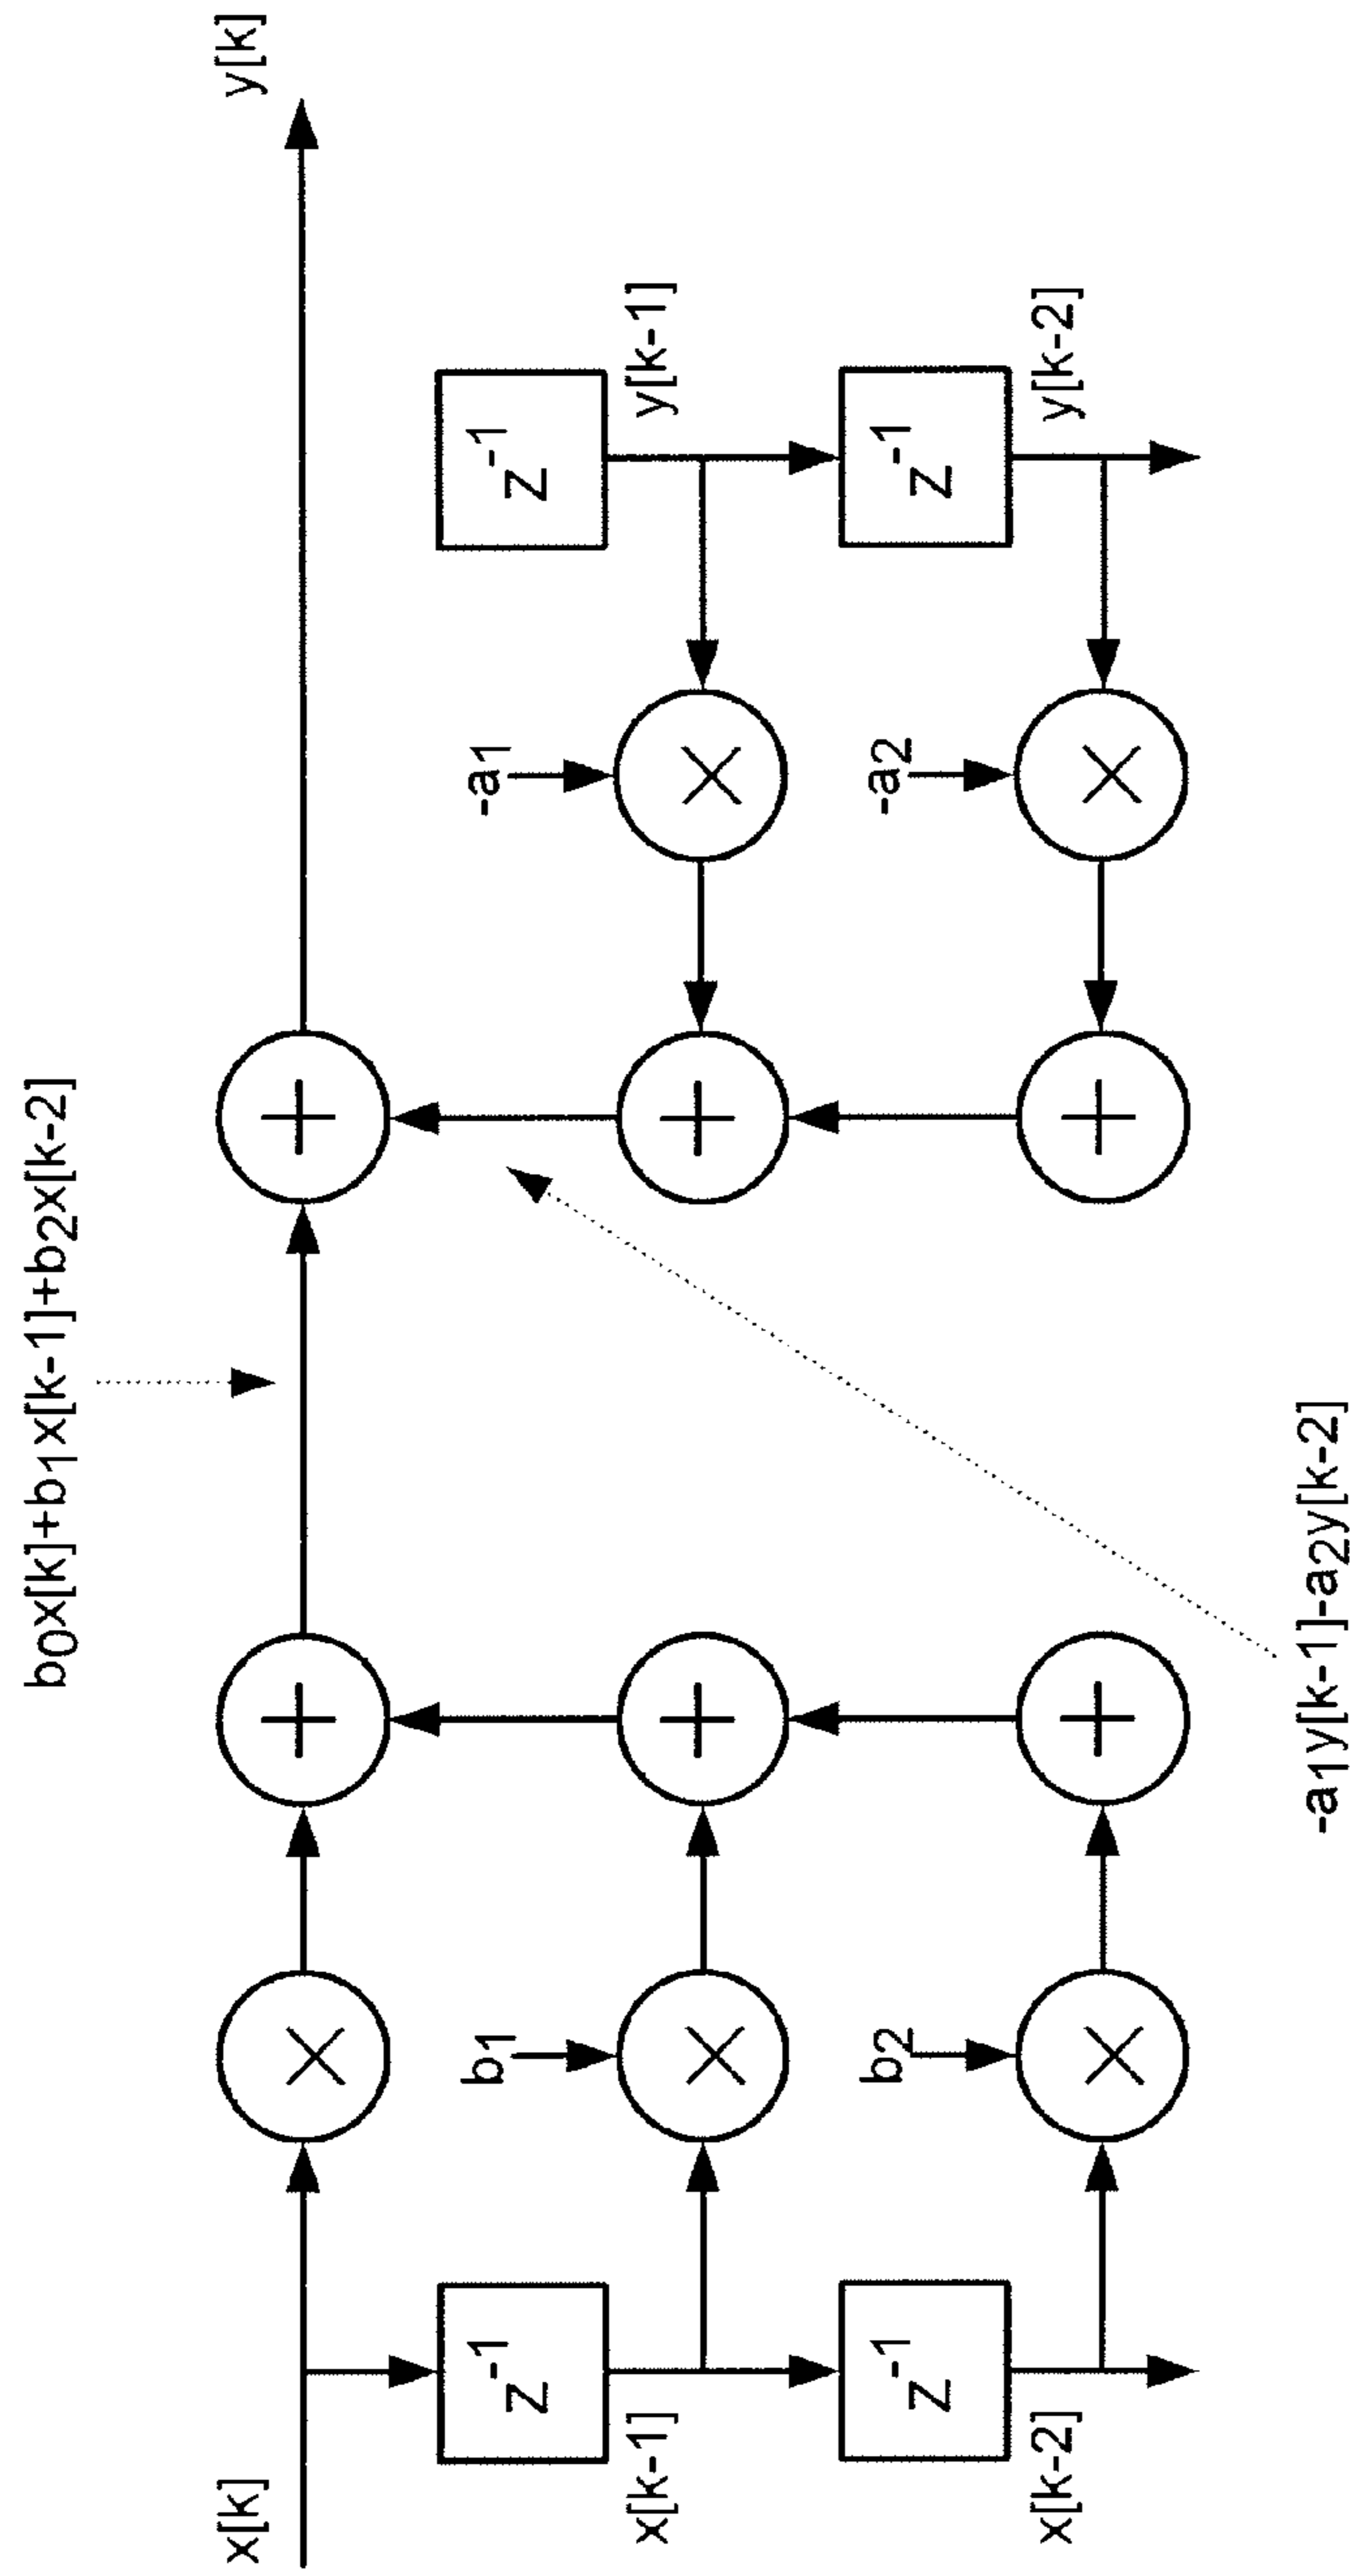 b0x[k]+b1x[k-1]+b2x[k-2]
x[k]
y[k]
z-1
b1
-a1
z-1
x[k-1]
y[k-1]
z-1
b2
-a2
z-1
x[k-2]
y[k-2]
-a1y[k-1]-a2y[k-2]